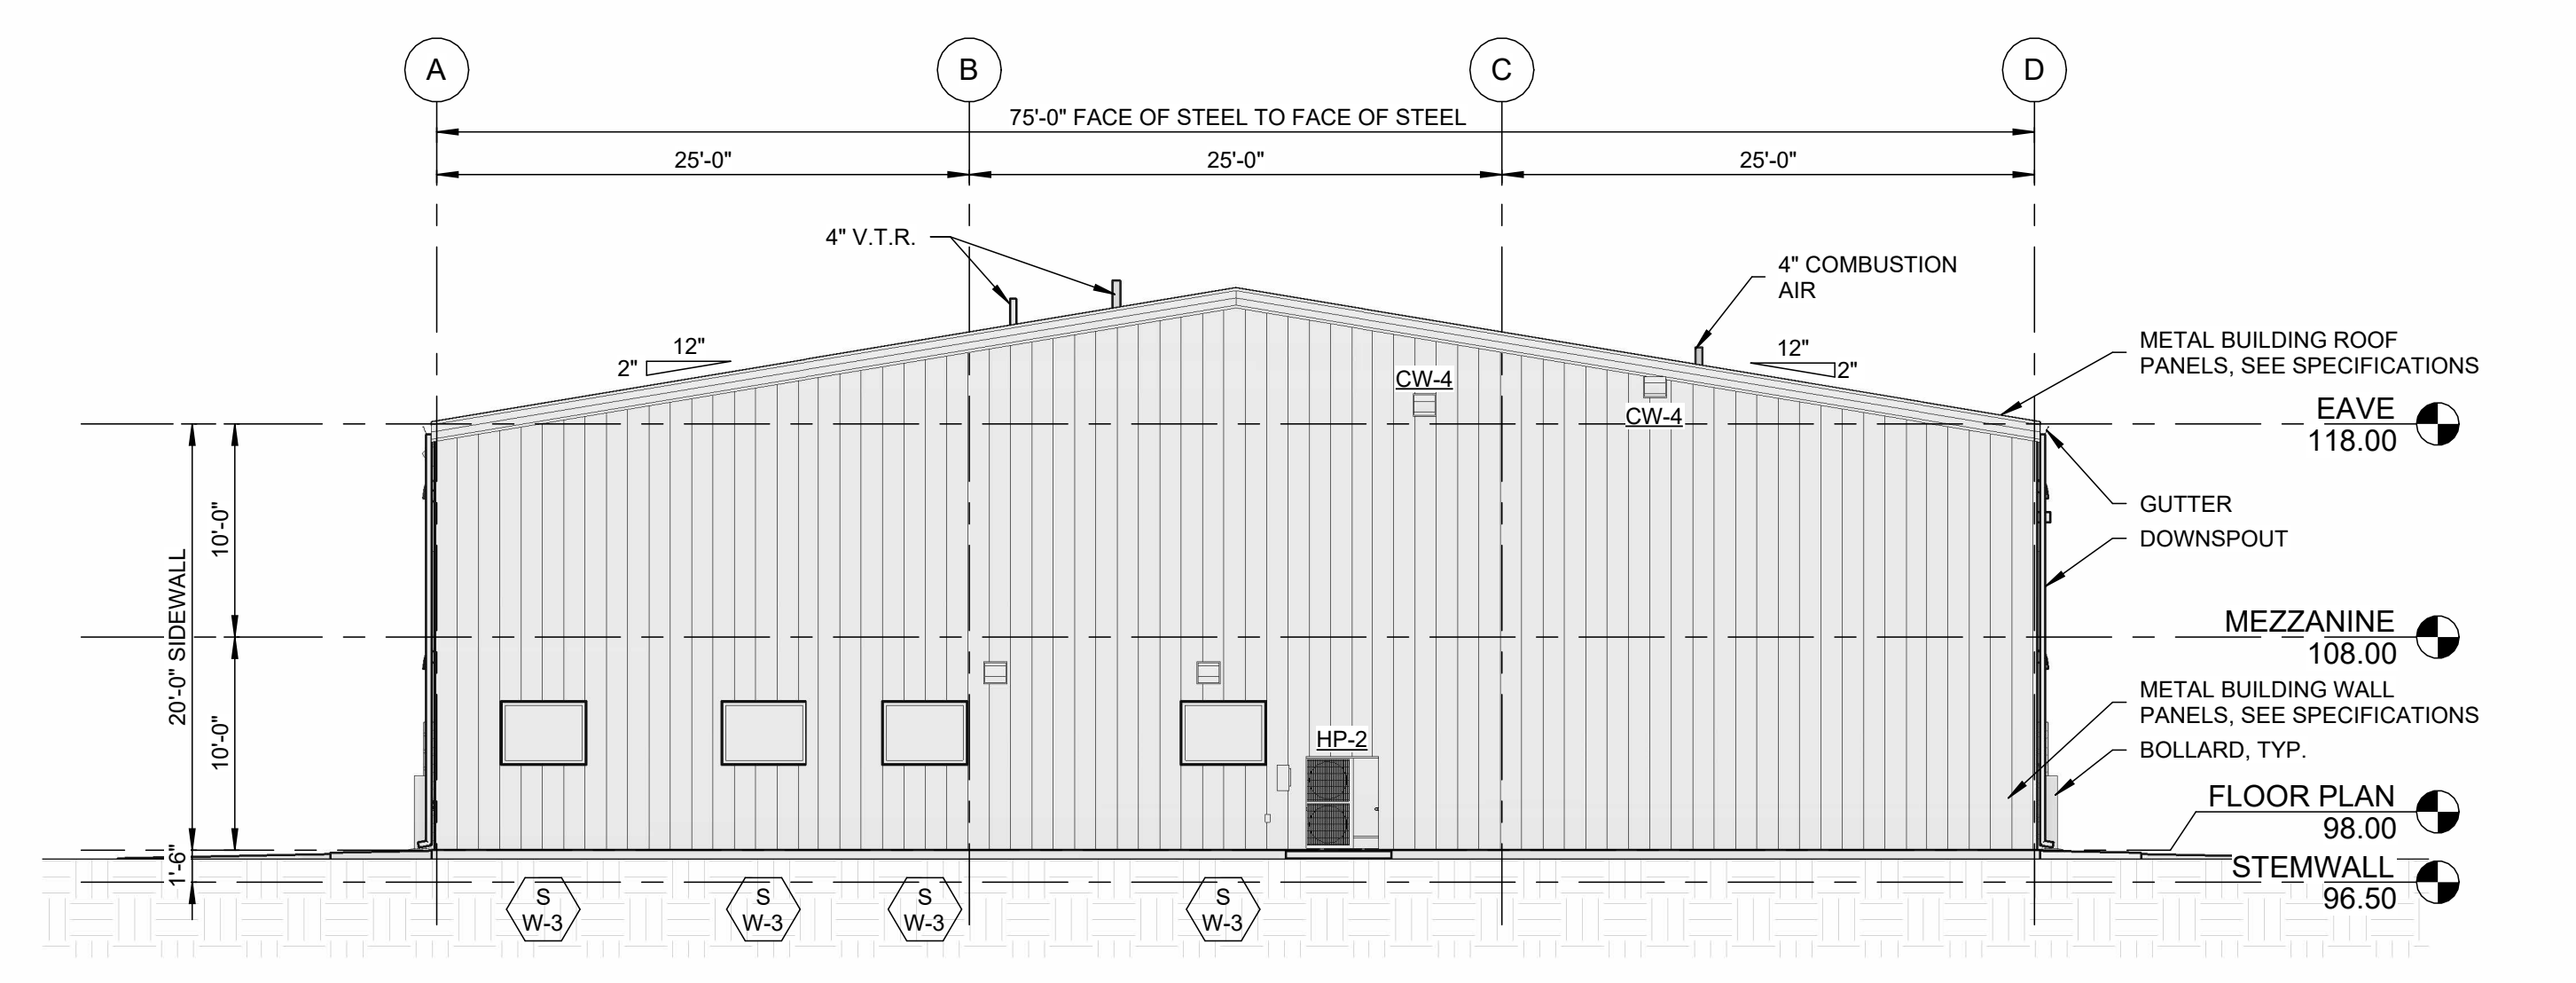 A
B
C
D
75'-0" FACE OF STEEL TO FACE OF STEEL
25'-0"
25'-0"
25'-0"
4" V.T.R.
4" COMBUSTION
AIR
12"
2"
12"
2"
METAL BUILDING ROOF
PANELS, SEE SPECIFICATIONS
CW-4
CW-4
EAVE
118.00
GUTTER
DOWNSPOUT
20'-0" SIDEWALL
10'-0"
10'-0"
1'-6"
MEZZANINE
108.00
METAL BUILDING WALL
PANELS, SEE SPECIFICATIONS
HP-2
BOLLARD, TYP.
FLOOR PLAN
98.00
STEMWALL
96.50
S
W-3
S
W-3
S
W-3
S
W-3